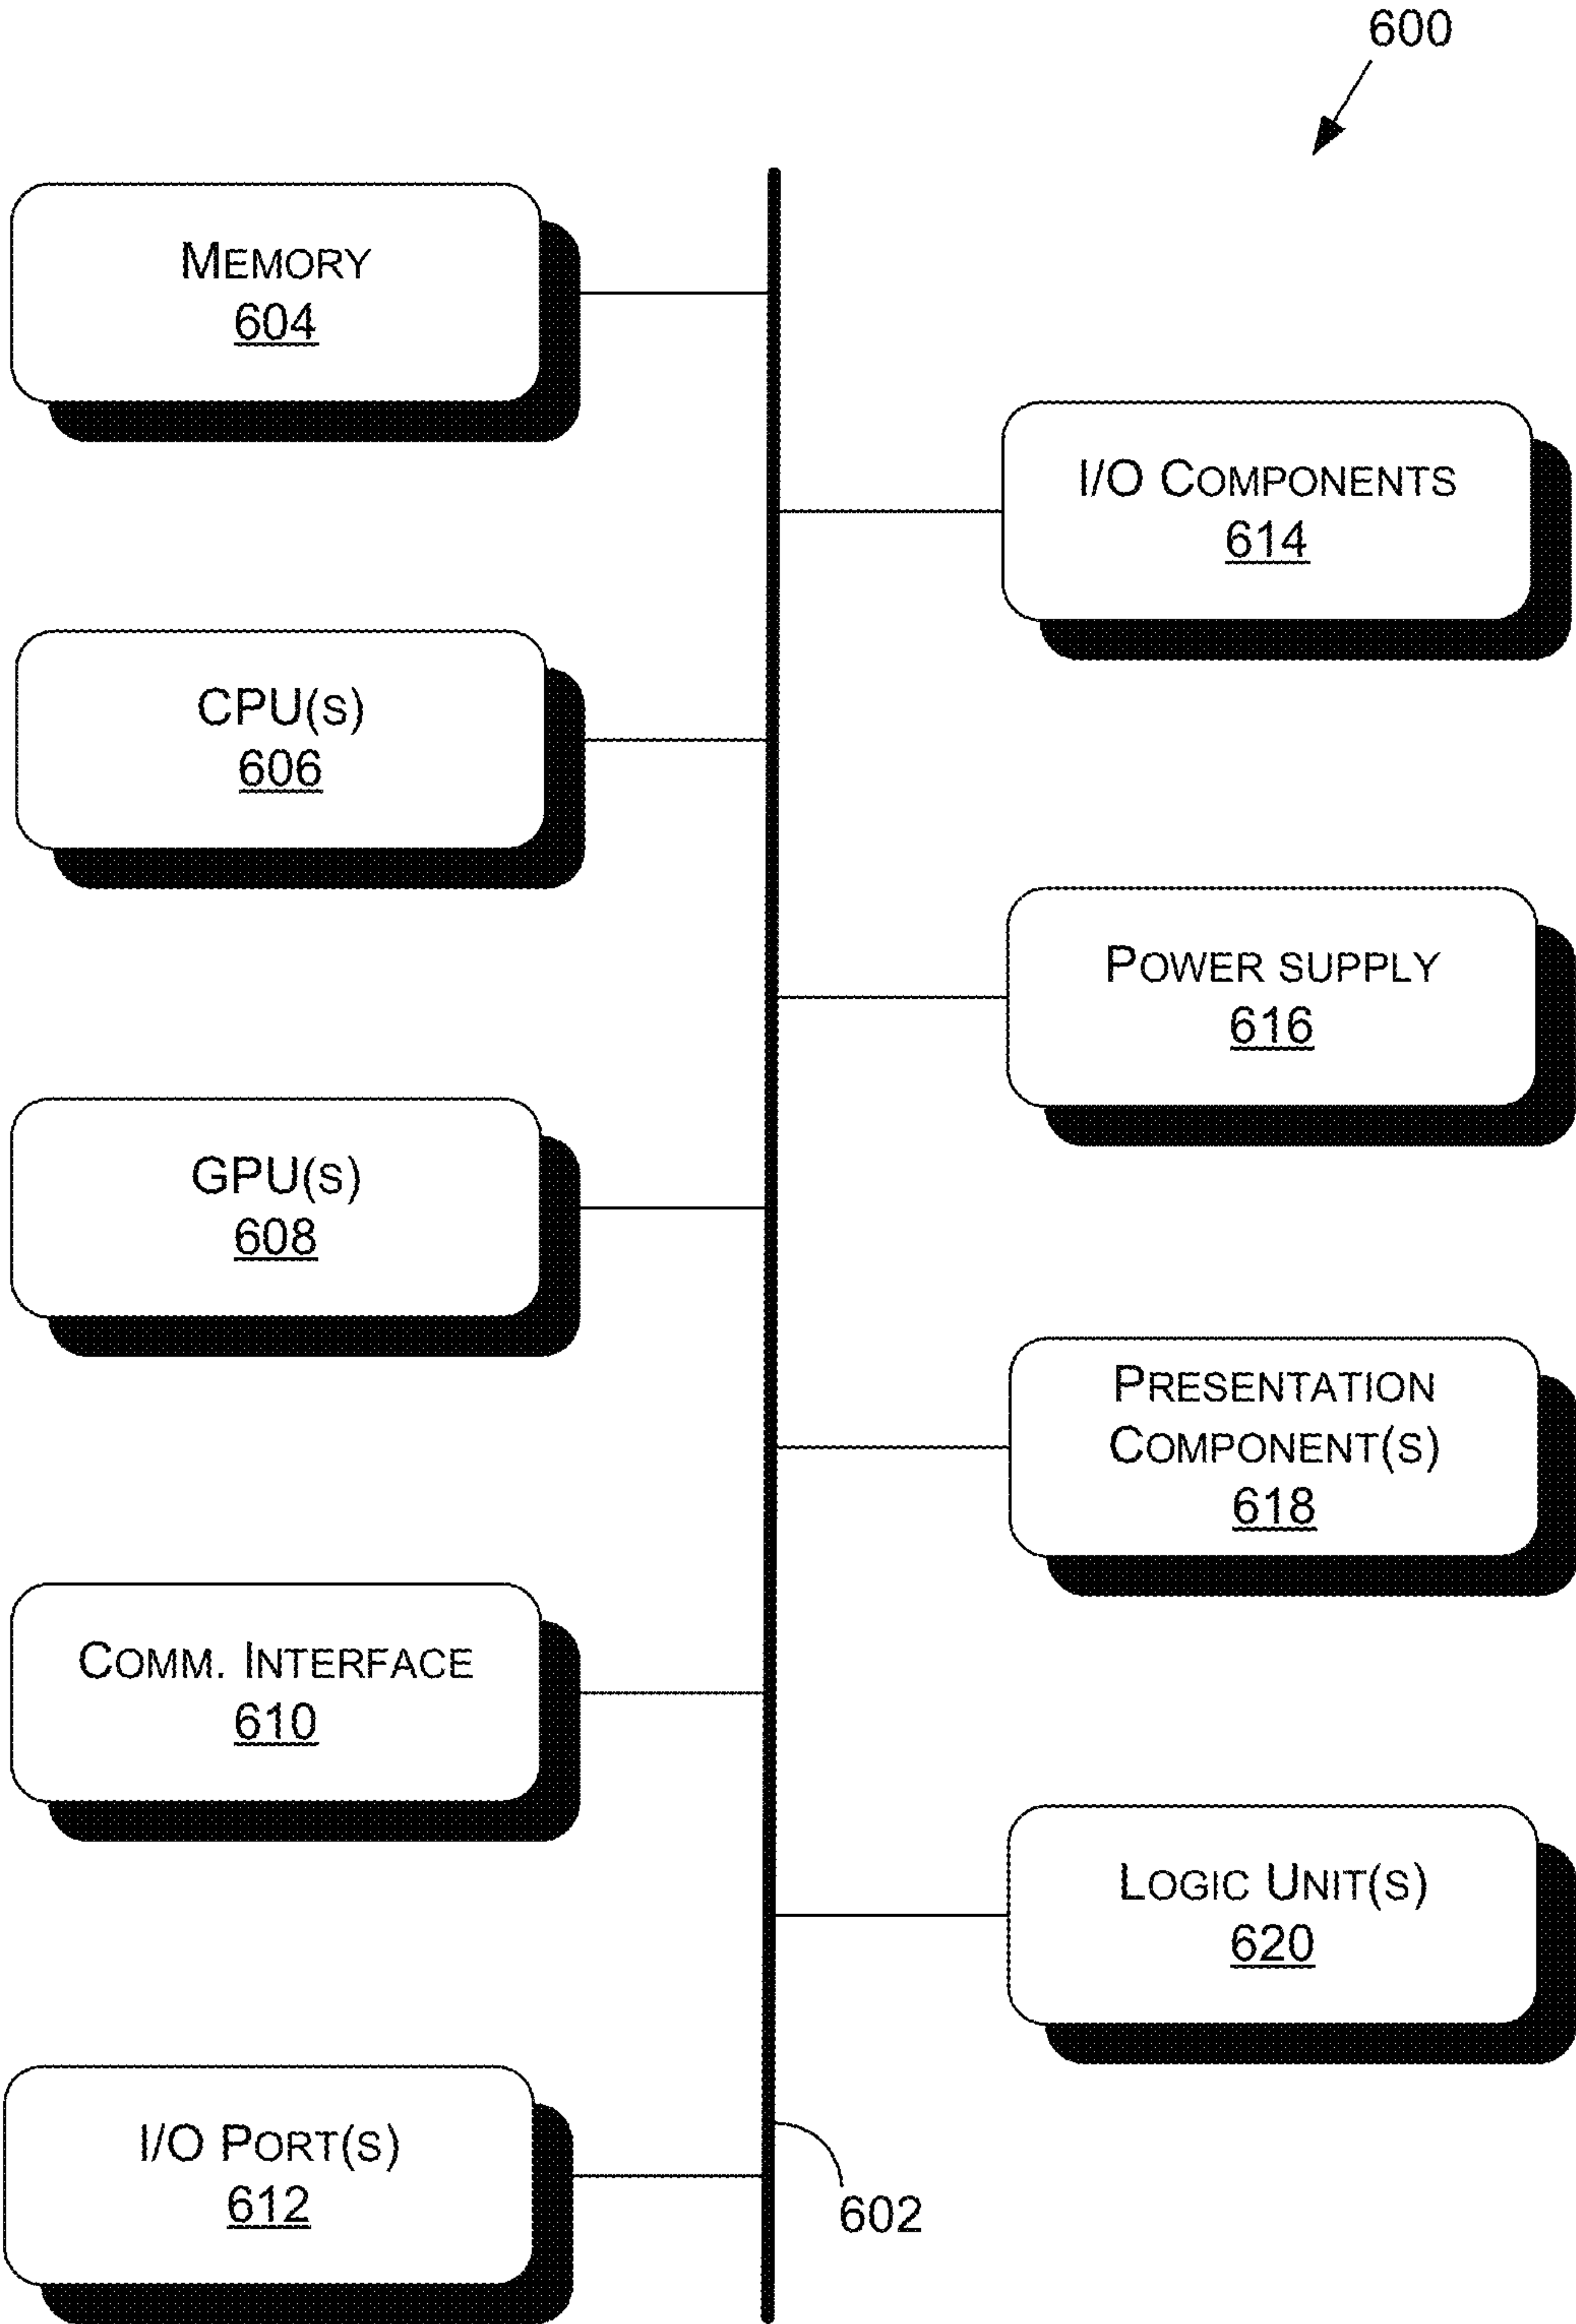 600
MEMORY
604
I/O COMPONENTS
614
CPU(S)
606
POWER SUPPLY
616
GPU(S)
608
PRESENTATION
COMPONENT(S)
618
COMM. INTERFACE
610
LOGIC UNIT(S)
620
I/O PORT(S)
612
602